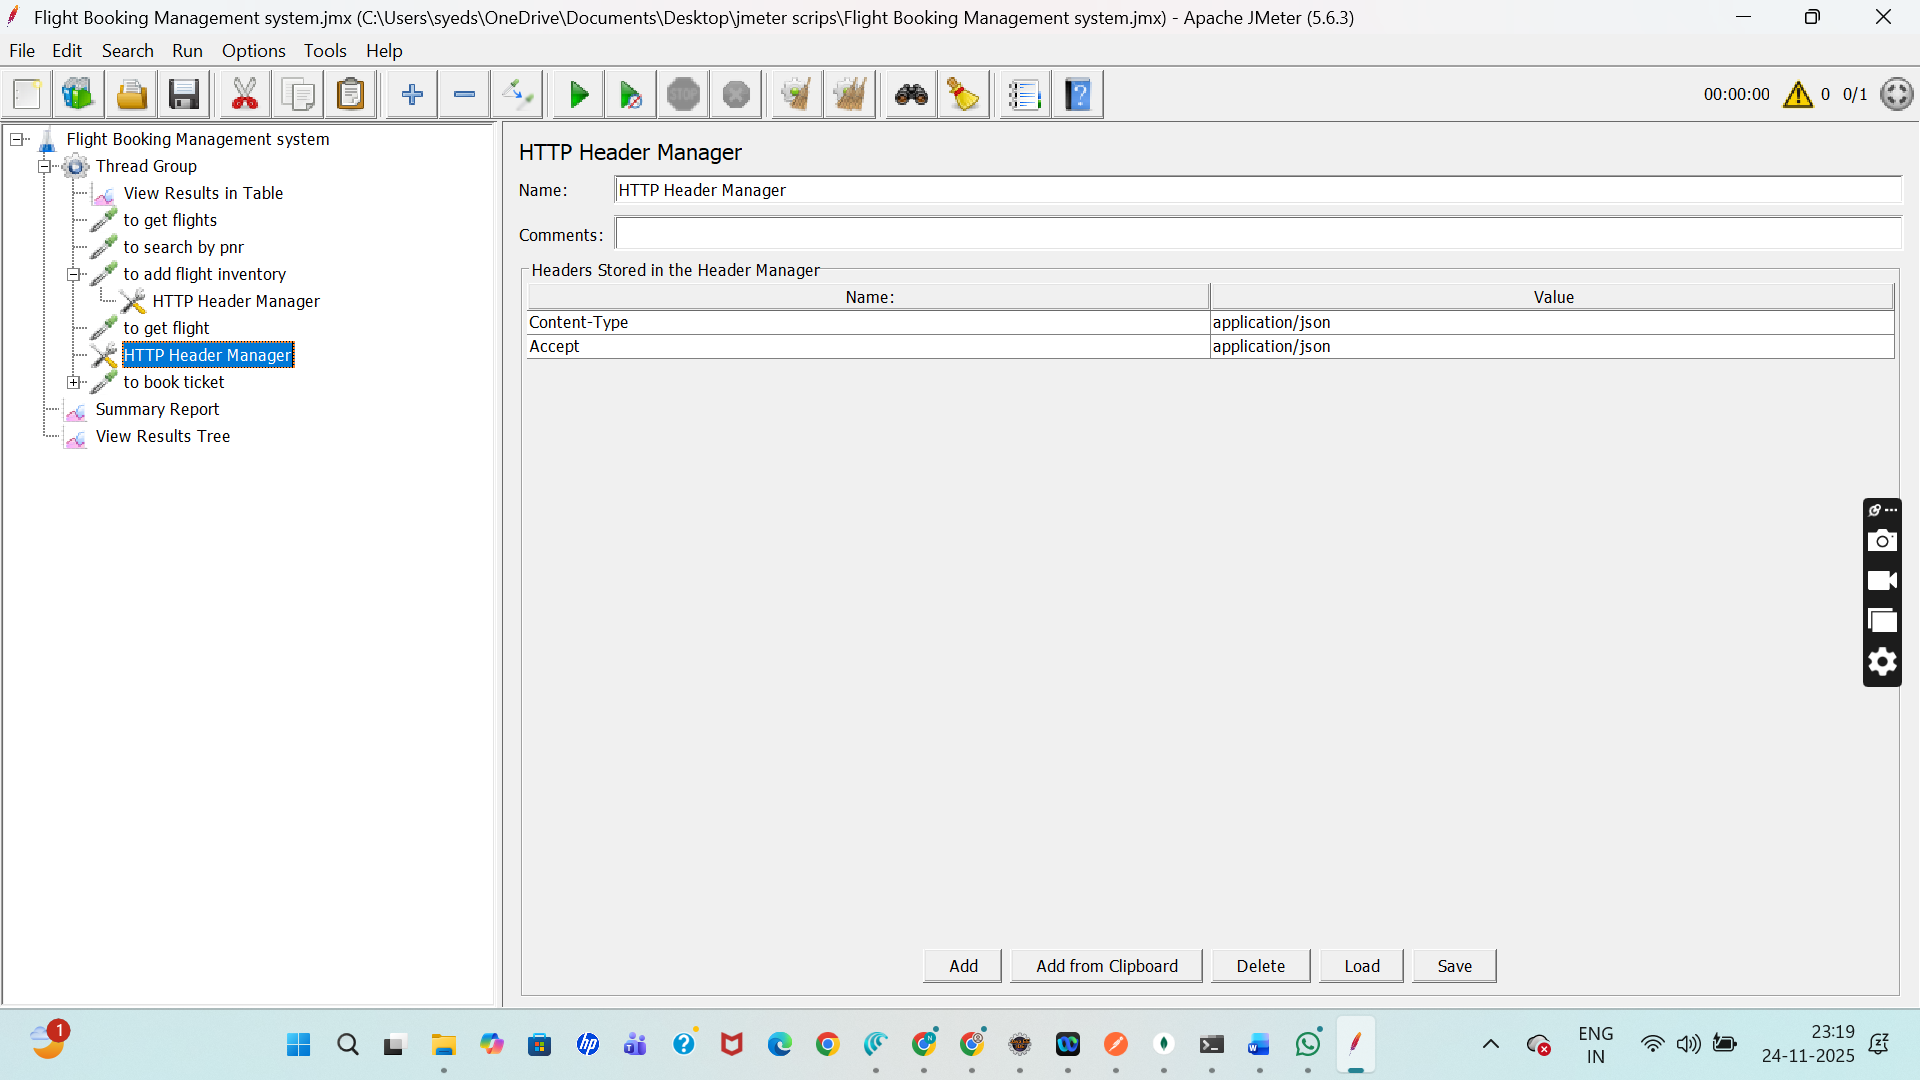 Flight Booking Management system.jmx (C:\Users\syeds\OneDrive\Documents\Desktop\jmeter scrips\Flight Booking Management system.jmx) - Apache JMeter (5.6.3)
File Edit Search Run Options Tools Help
STOP
00:00:00 0 0/1
Flight Booking Management system
Thread Group
View Results in Table
to get flights
to search by pnr
to add flight inventory
HTTP Header Manager
to get flight
HTTP Header Manager
to book ticket
Summary Report
View Results Tree
HTTP Header Manager
Name: HTTP Header Manager
Comments:
Headers Stored in the Header Manager
Name: Value
Content-Type application/json
Accept application/json
Add Add from Clipboard Delete Load Save
1
hp
ENG
IN
23:19
24-11-2025